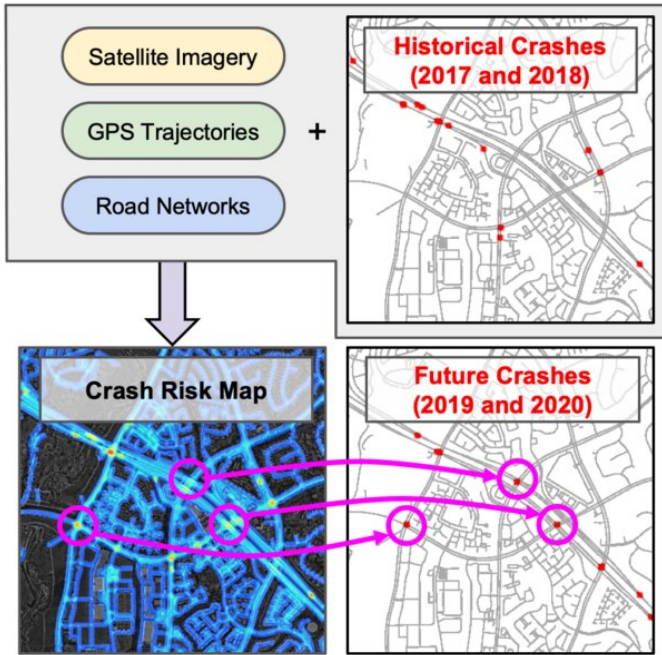 Satellite Imagery
GPS Trajectories
+
Road Networks
Historical Crashes
(2017 and 2018)
Crash Risk Map
Future Crashes
(2019 and 2020)